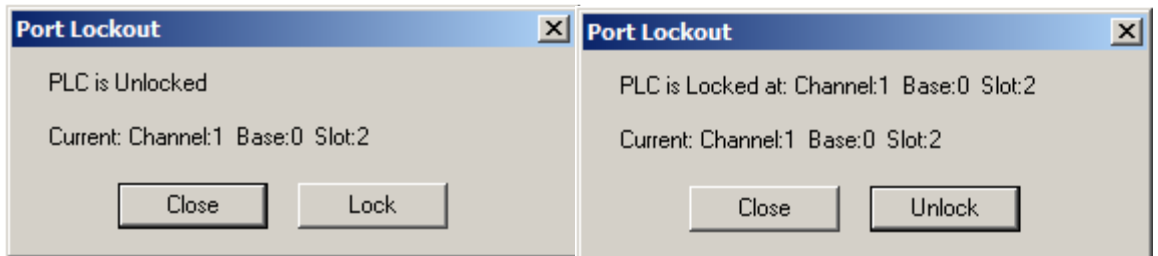 Port Lockout
PLC is Unlocked
Current: Channel:1 Base:0 Slot:2
Close Lock
Port Lockout
PLC is Locked at: Channel:1 Base:0 Slot:2
Current: Channel:1 Base:0 Slot:2
Close Unlock